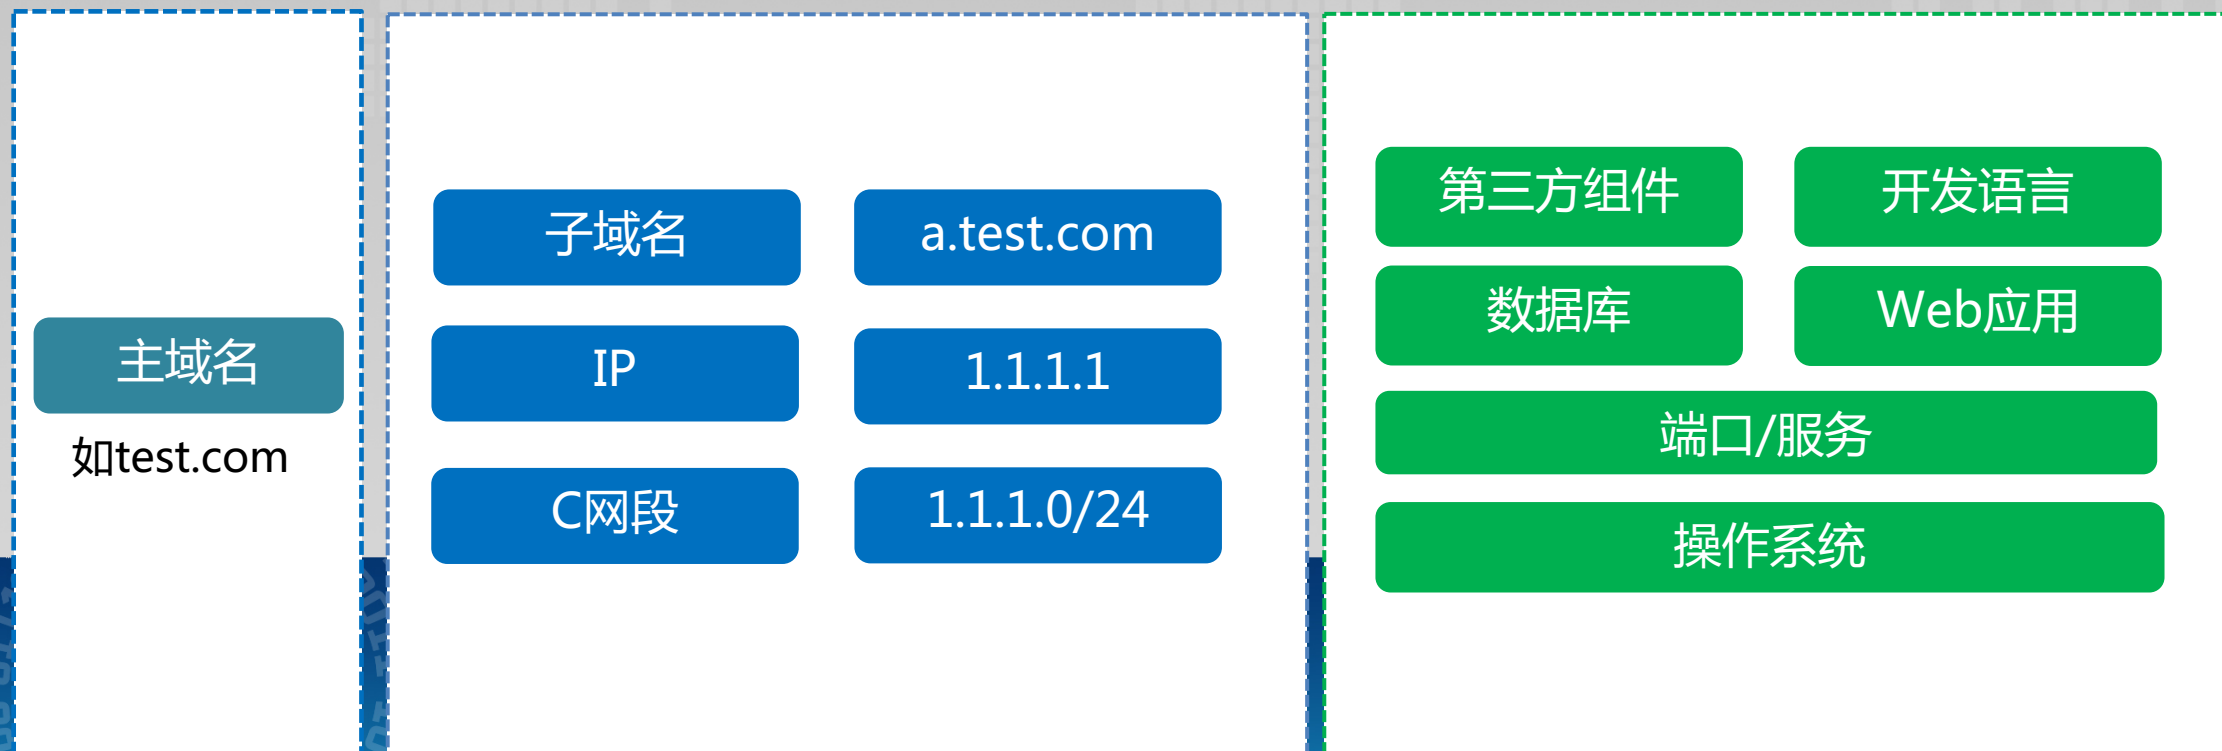 主域名
如test.com
子域名
a.test.com
IP
1.1.1.1
C网段
1.1.1.0/24
第三方组件
开发语言
数据库
Web应用
端口/服务
操作系统